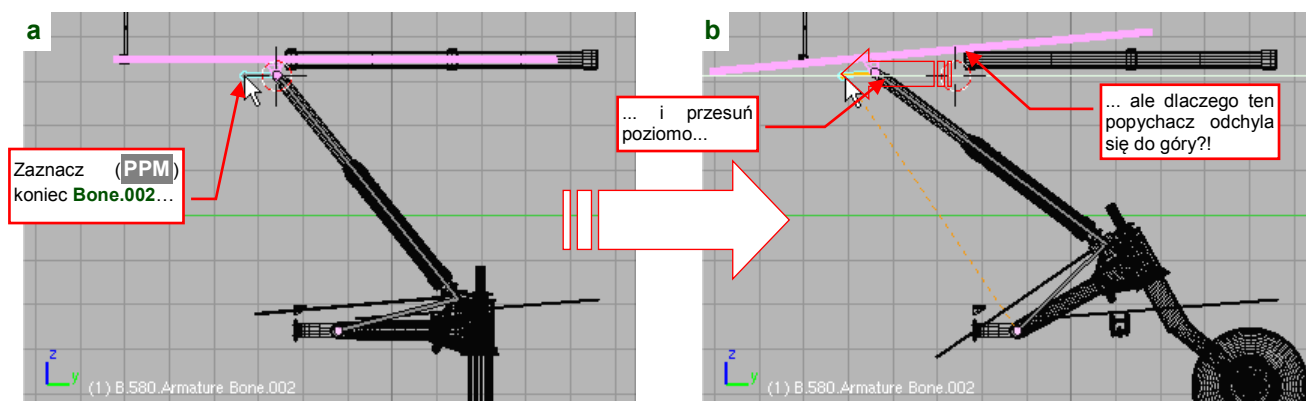 a
Zaznacz (PPM)
koniec Bone.002…
z
y
(1) B.580.Armature Bone.002
b
... i przesuń
poziomo...
... ale dlaczego ten
popychacz odchyla
się do góry?!
z
y
(1) B.580.Armature Bone.002